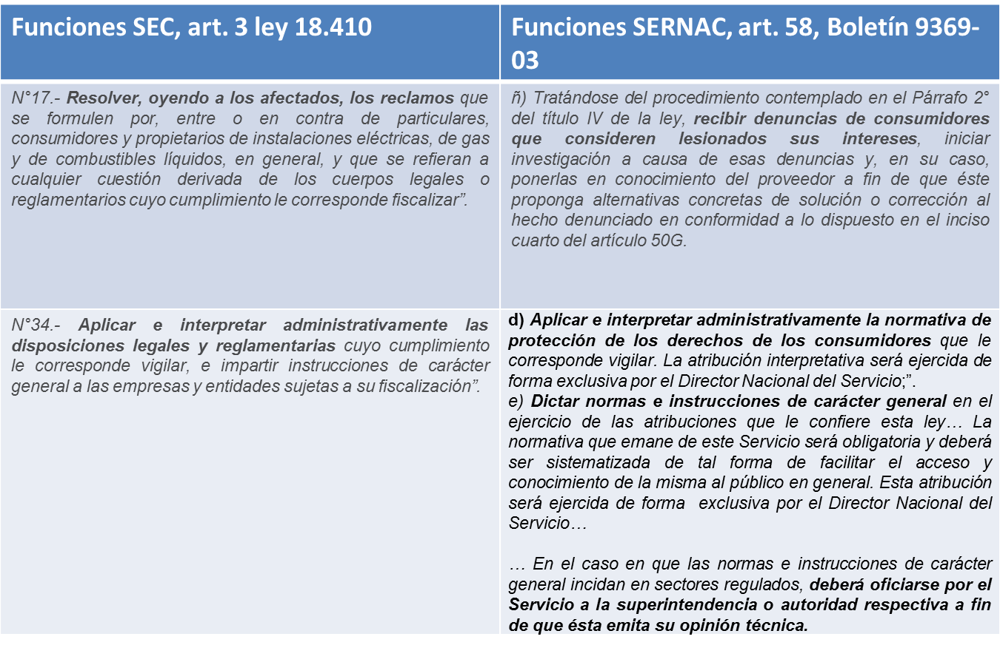 Funciones SEC, art. 3 ley 18.410
Funciones SERNAC, art. 58, Boletín 9369-
03
N°17.- Resolver, oyendo a los afectados, los reclamos que
se formulen por, entre o en contra de particulares,
consumidores y propietarios de instalaciones eléctricas, de gas
y de combustibles líquidos, en general, y que se refieran a
cualquier cuestión derivada de los cuerpos legales o
reglamentarios cuyo cumplimiento le corresponde fiscalizar”.
ñ) Tratándose del procedimiento contemplado en el Párrafo 2°
del título IV de la ley, recibir denuncias de consumidores
que consideren lesionados sus intereses, iniciar
investigación a causa de esas denuncias y, en su caso,
ponerlas en conocimiento del proveedor a fin de que éste
proponga alternativas concretas de solución o corrección al
hecho denunciado en conformidad a lo dispuesto en el inciso
cuarto del artículo 50G.
N°34.- Aplicar e interpretar administrativamente las
disposiciones legales y reglamentarias cuyo cumplimiento
le corresponde vigilar, e impartir instrucciones de carácter
general a las empresas y entidades sujetas a su fiscalización”.
d) Aplicar e interpretar administrativamente la normativa de
protección de los derechos de los consumidores que le
corresponde vigilar. La atribución interpretativa será ejercida de
forma exclusiva por el Director Nacional del Servicio;”.
e) Dictar normas e instrucciones de carácter general en el
ejercicio de las atribuciones que le confiere esta ley… La
normativa que emane de este Servicio será obligatoria y deberá
ser sistematizada de tal forma de facilitar el acceso y
conocimiento de la misma al público en general. Esta atribución
será ejercida de forma exclusiva por el Director Nacional del
Servicio…
… En el caso en que las normas e instrucciones de carácter
general incidan en sectores regulados, deberá oficiarse por el
Servicio a la superintendencia o autoridad respectiva a fin
de que ésta emita su opinión técnica.